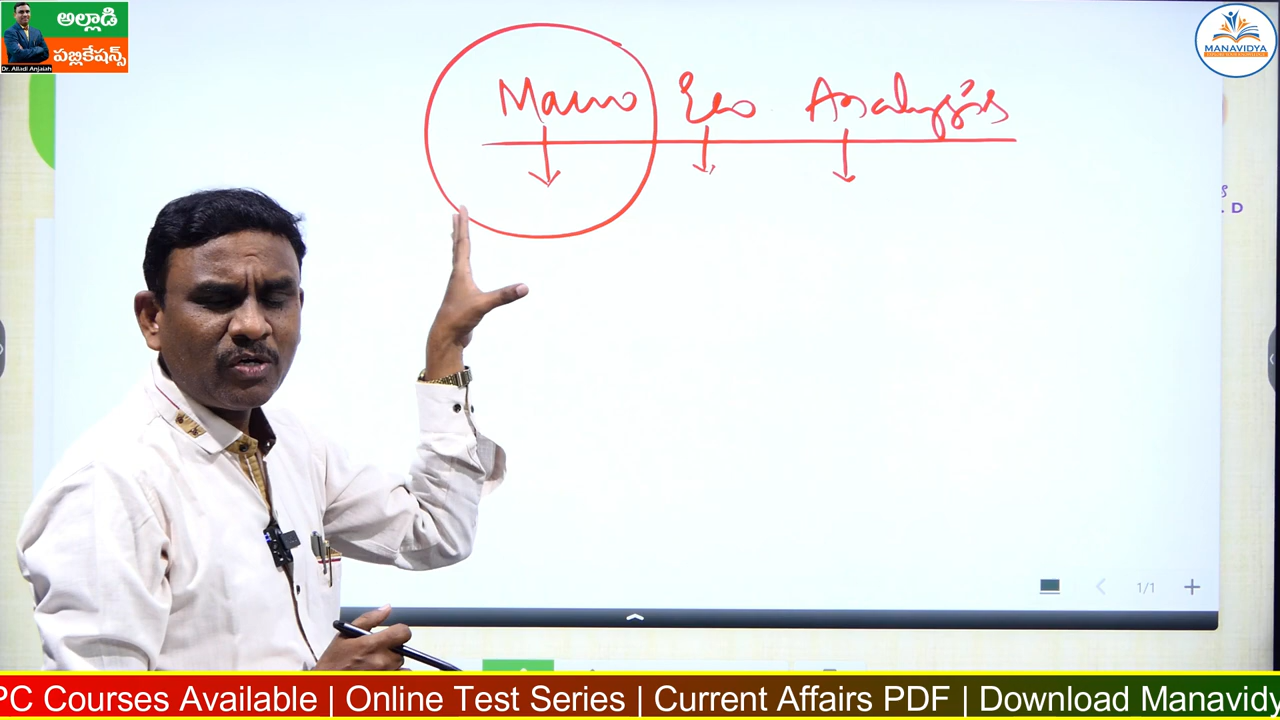 అల్లాడి
పబ్లికేషన్స్
Dr. Alladi Anjaiah
MANAVIDYA
Macro Eco Analysis
. D
1/1
PC Courses Available | Online Test Series | Current Affairs PDF | Download Manavidy